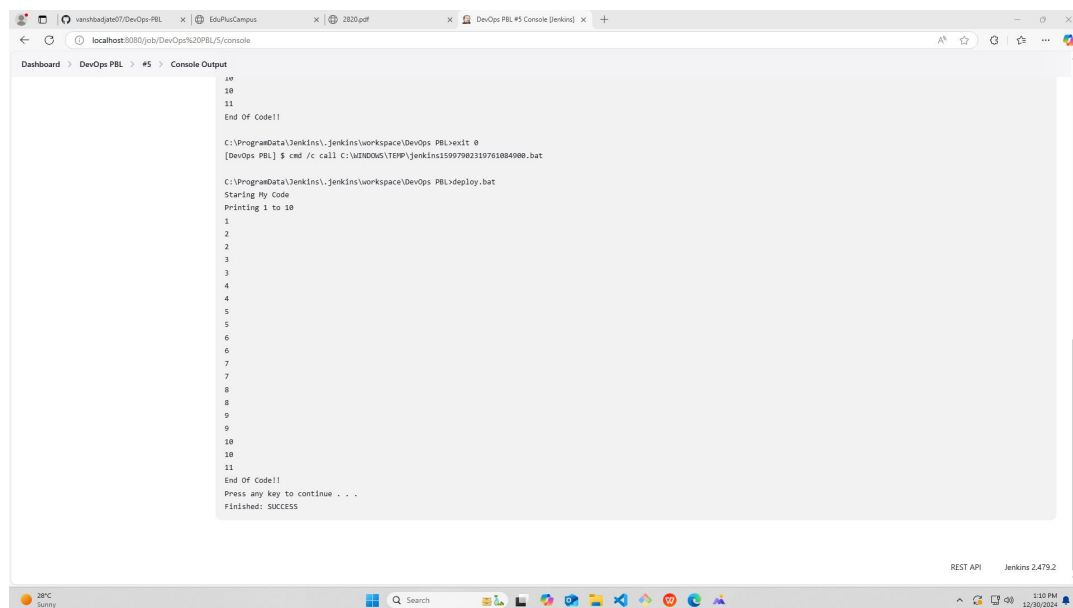 vanshbadjate07/DevOps-PBL
EduPlusCampus
2820.pdf
DevOps PBL #5 Console [Jenkins]
localhost:8080/job/DevOps%20PBL/5/console
Dashboard > DevOps PBL > #5 > Console Output
10
10
11
End Of Code!!
C:\ProgramData\Jenkins\.jenkins\workspace\DevOps PBL>exit 0
[DevOps PBL] $ cmd /c call C:\WINDOWS\TEMP\jenkins15997902319761084900.bat
C:\ProgramData\Jenkins\.jenkins\workspace\DevOps PBL>deploy.bat
Staring My Code
Printing 1 to 10
1
2
2
3
3
4
4
5
5
6
6
7
7
8
8
9
9
10
10
11
End Of Code!!
Press any key to continue . . .
Finished: SUCCESS
REST API Jenkins 2.479.2
28°C
Sunny
Search
1:10 PM
12/30/2024